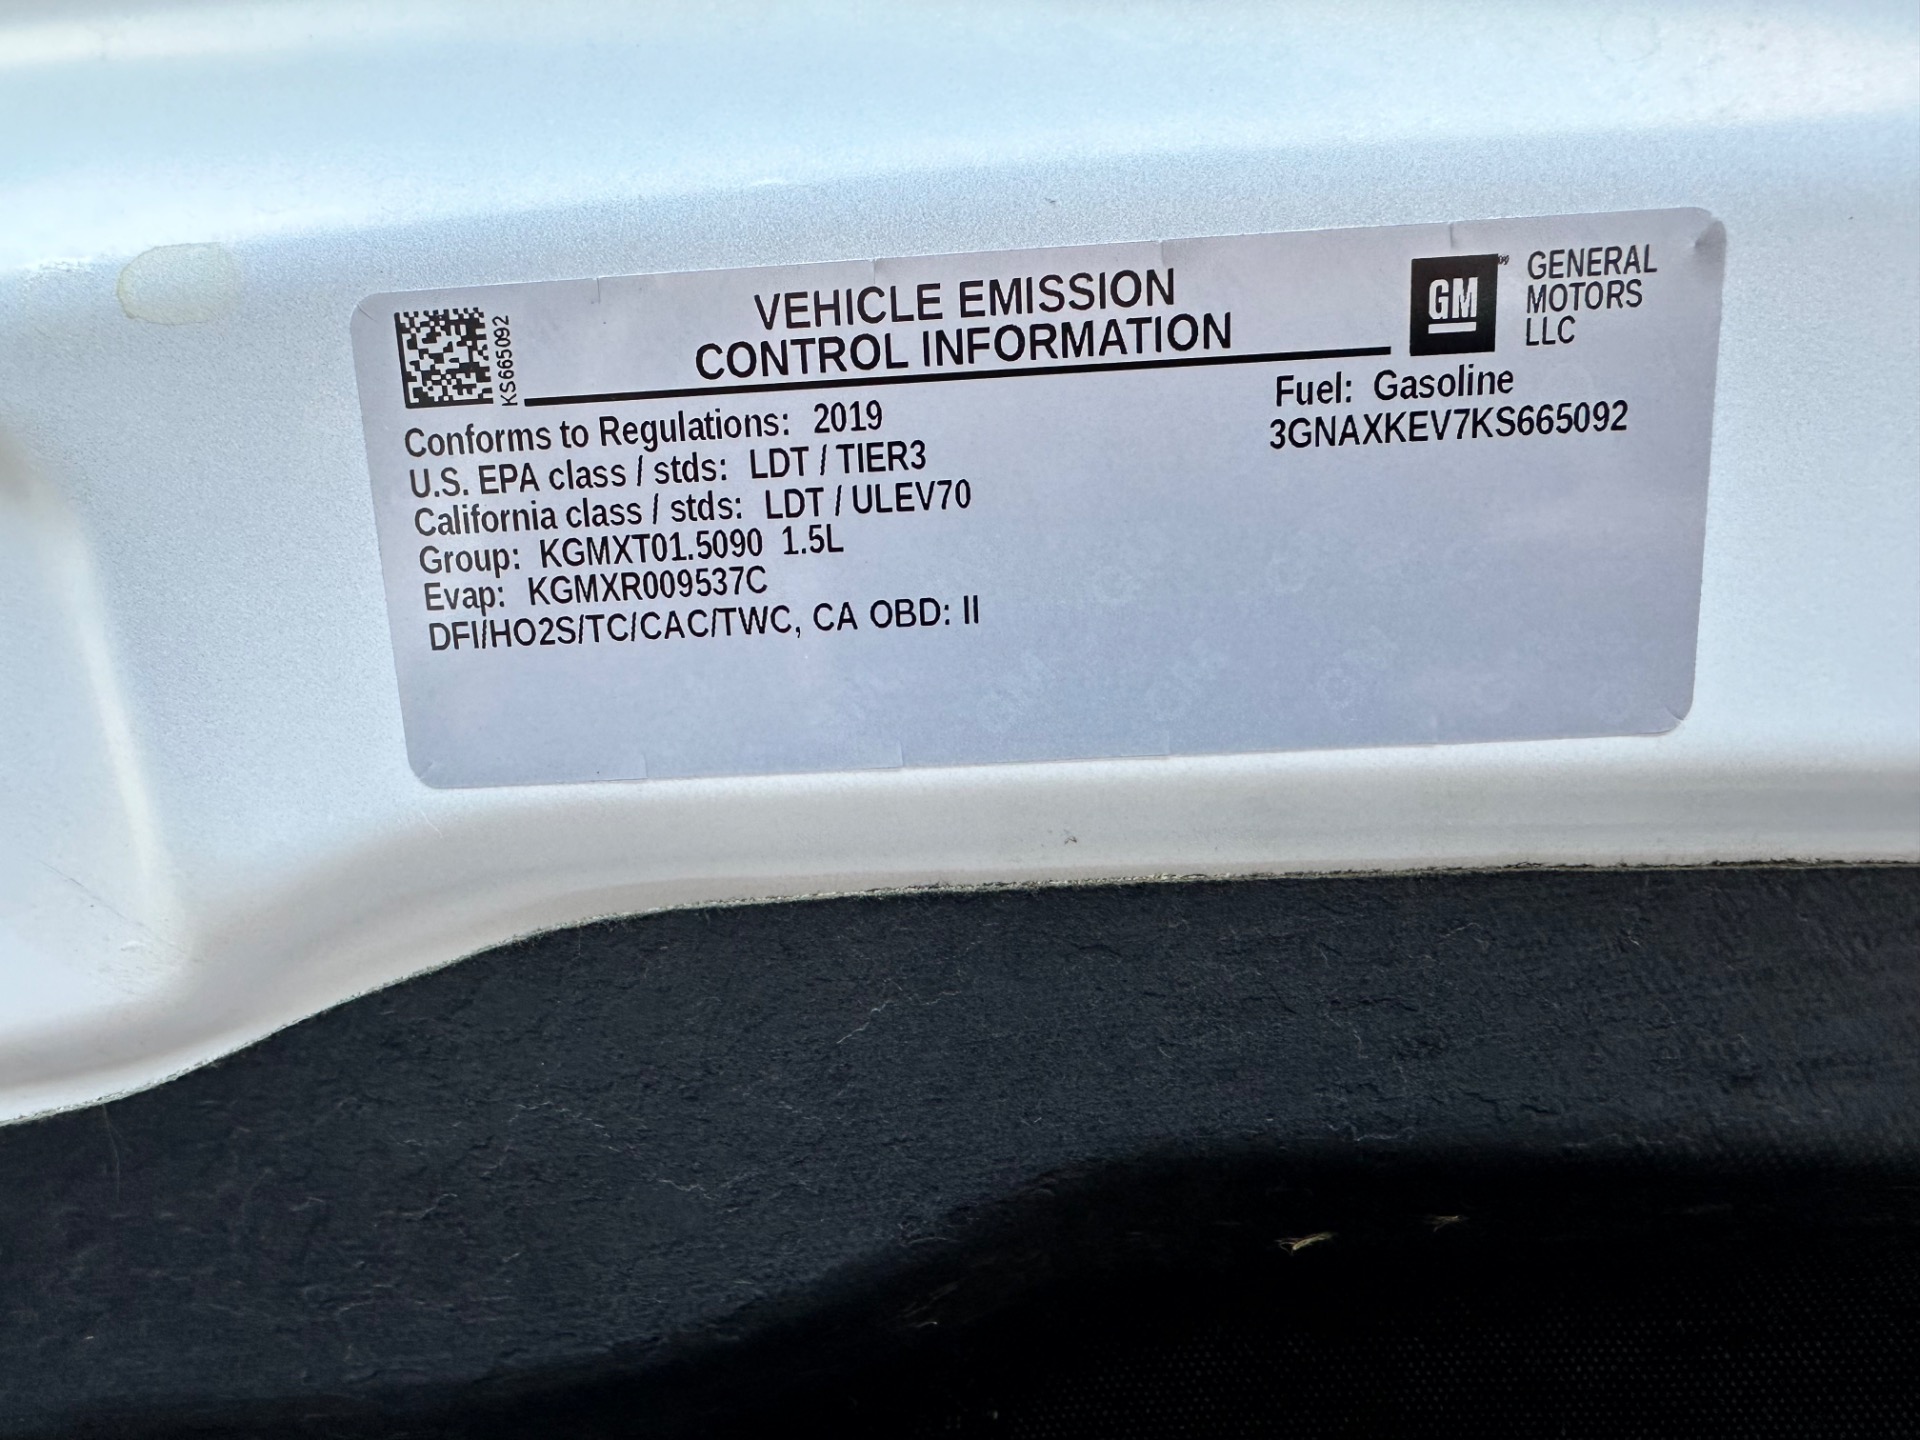 KS665092
VEHICLE EMISSION
CONTROL INFORMATION
GM
GENERAL
MOTORS
LLC
Conforms to Regulations: 2019
U.S. EPA class / stds: LDT / TIER3
California class / stds: LDT / ULEV70
Group: KGMXT01.5090 1.5L
Evap: KGMXR009537C
DFI/HO2S/TC/CAC/TWC, CA OBD: II
Fuel: Gasoline
3GNAXKEV7KS665092